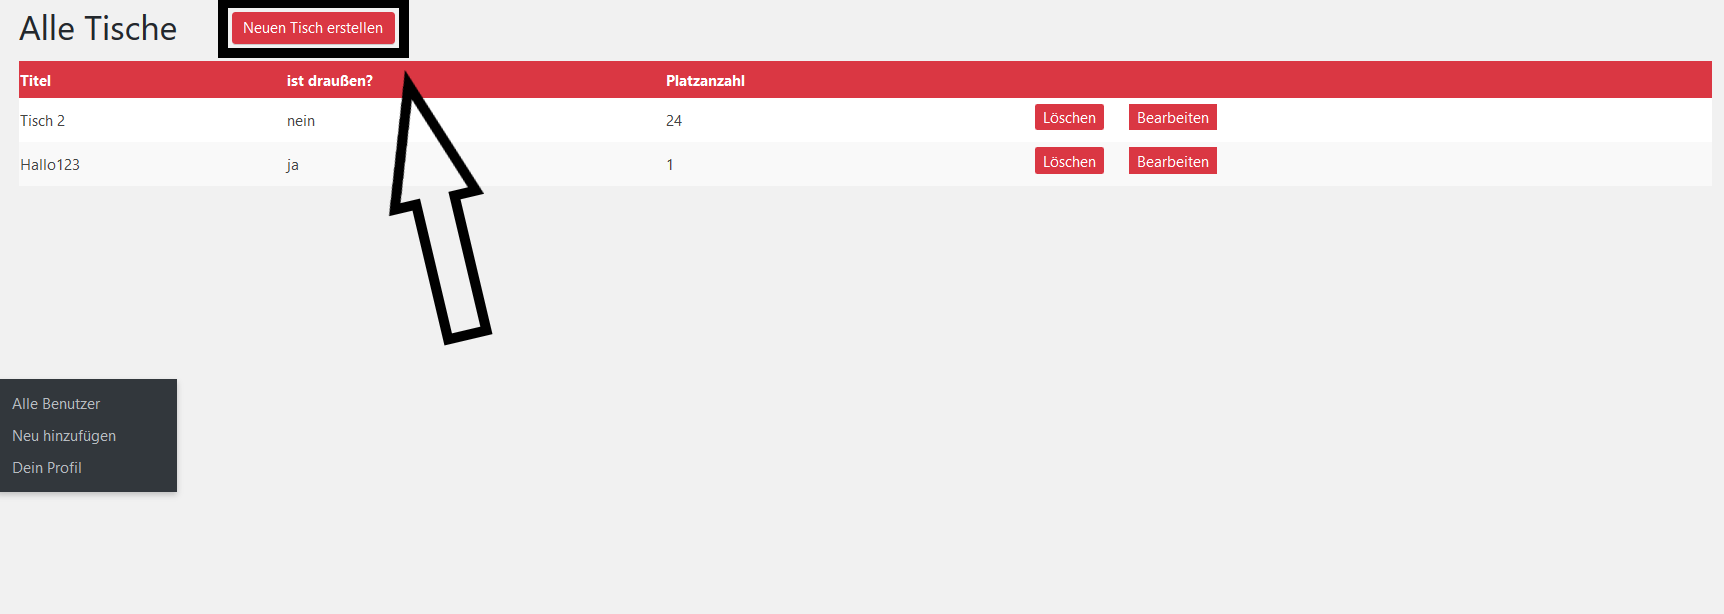 Alle Tische Neuen Tisch erstellen
Titel ist draußen? Platzanzahl
Tisch 2 nein 24 Löschen Bearbeiten
Hallo123 ja 1 Löschen Bearbeiten
Alle Benutzer
Neu hinzufügen
Dein Profil